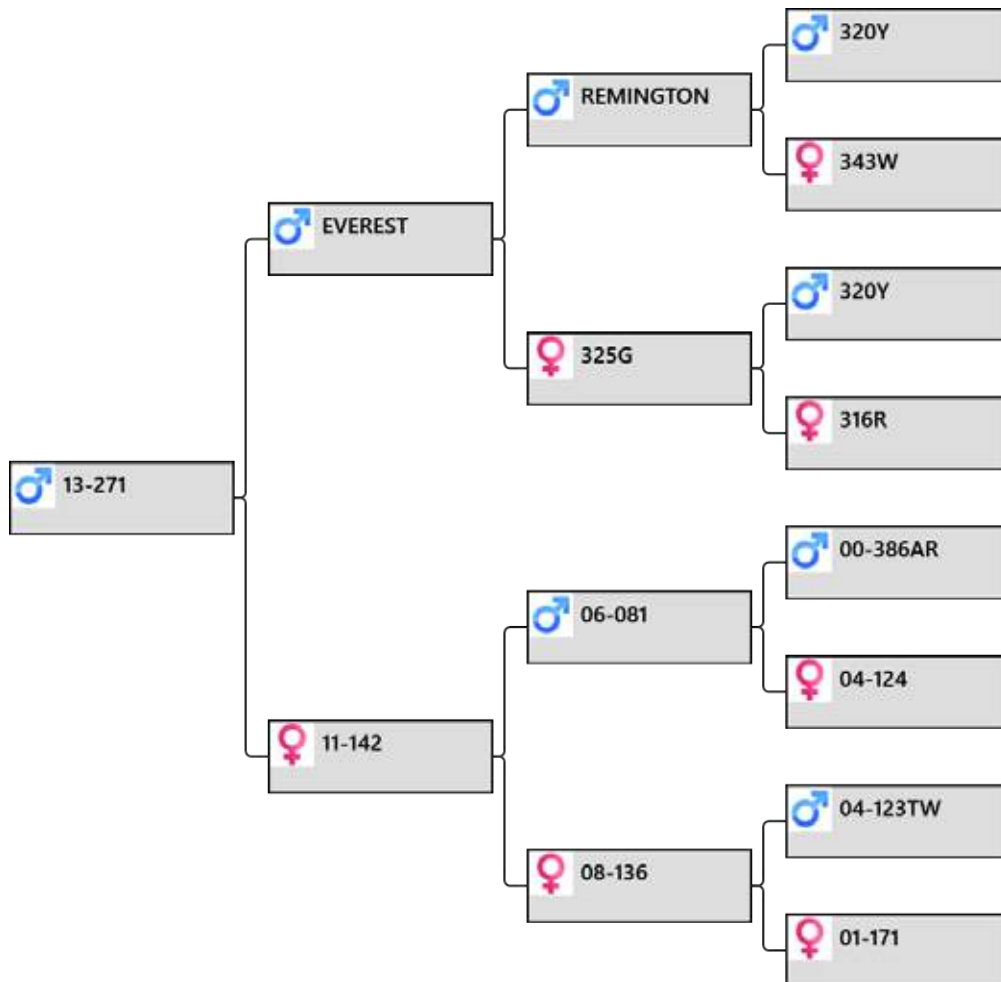 320Y
REMINGTON
343W
EVEREST
320Y
325G
316R
13-271
00-386AR
06-081
04-124
11-142
04-123TW
08-136
01-171